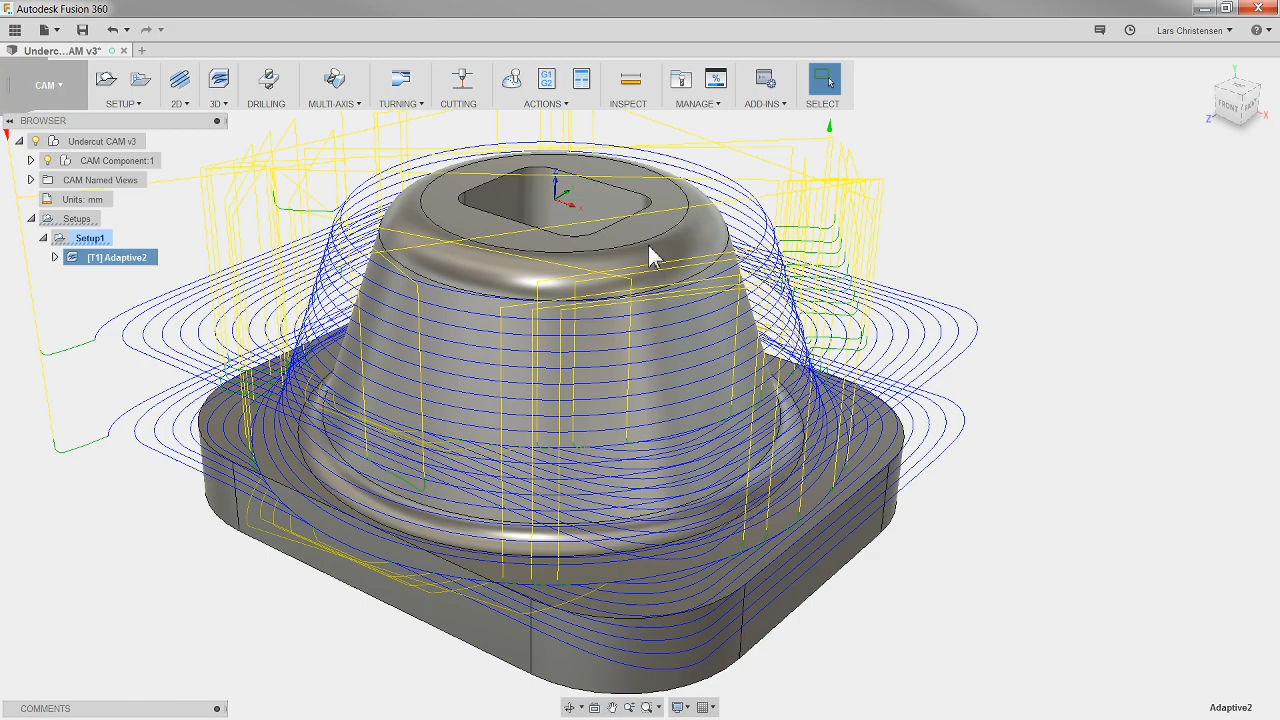 Autodesk Fusion 360
Lars Christensen
Underc...AM v3*
CAM
SETUP
2D
3D
DRILLING
MULTI-AXIS
TURNING
CUTTING
G1
G2
ACTIONS
INSPECT
MANAGE
ADD-INS
SELECT
BROWSER
Undercut CAM v3
CAM Component:1
CAM Named Views
Units: mm
Setups
Setup1
[T1] Adaptive2
Y
FRONT
Z
X
X
COMMENTS
Adaptive2